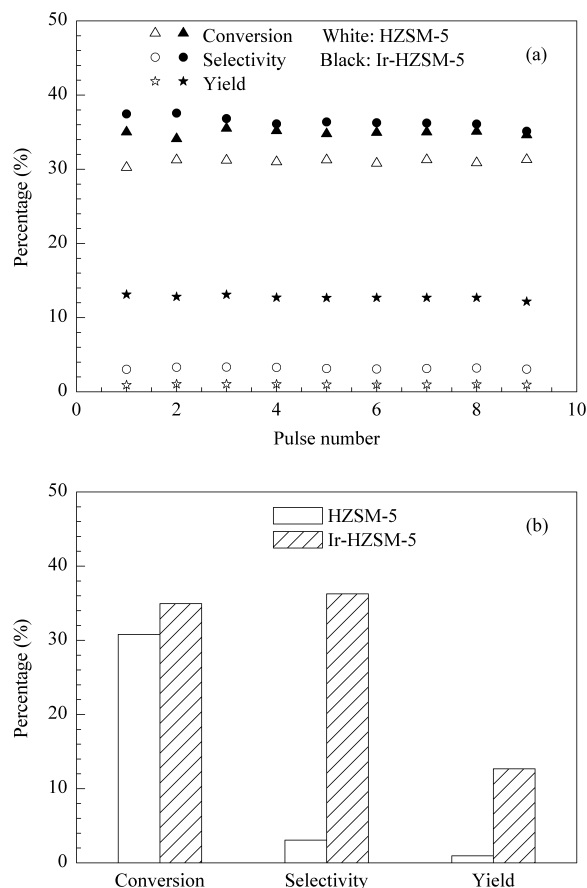 50
Conversion White: HZSM-5 (a)
Selectivity Black: Ir-HZSM-5
40
Yield
30
20
10
0
0 2 4 6 8 10
Percentage (%)
Pulse number
50
HZSM-5 (b)
Ir-HZSM-5
40
30
20
10
0
Percentage (%)
Conversion Selectivity Yield